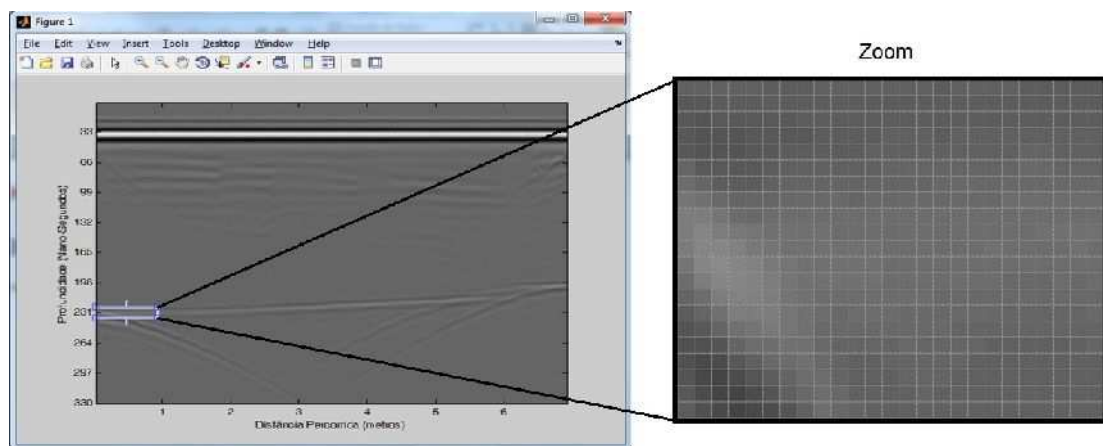 Figure 1
File Edit View Insert Tools Desktop Window Help
Zoom
33
66
99
132
165
198
231
264
297
330
Profundidade (Nano-Segundos)
1 2 3 4 5 6
Distância Percorrida (metros)